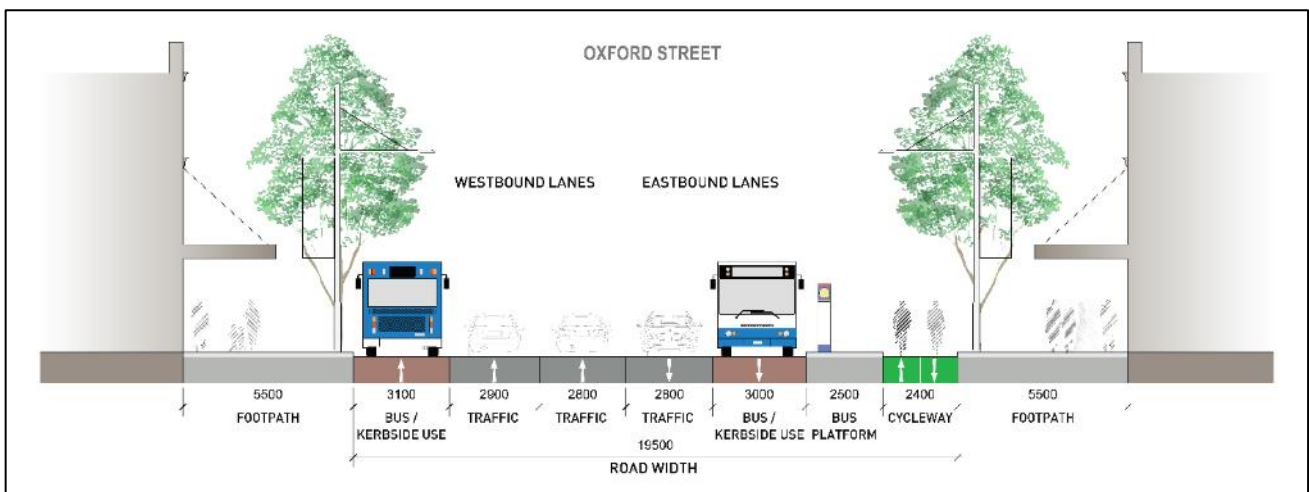 OXFORD STREET
WESTBOUND LANES EASTBOUND LANES
5500 3100 2900 2800 2800 3000 2500 2400 5500
FOOTPATH BUS / TRAFFIC TRAFFIC TRAFFIC BUS / BUS CYCLEWAY FOOTPATH
KERBSIDE USE KERBSIDE USE PLATFORM
19500
ROAD WIDTH